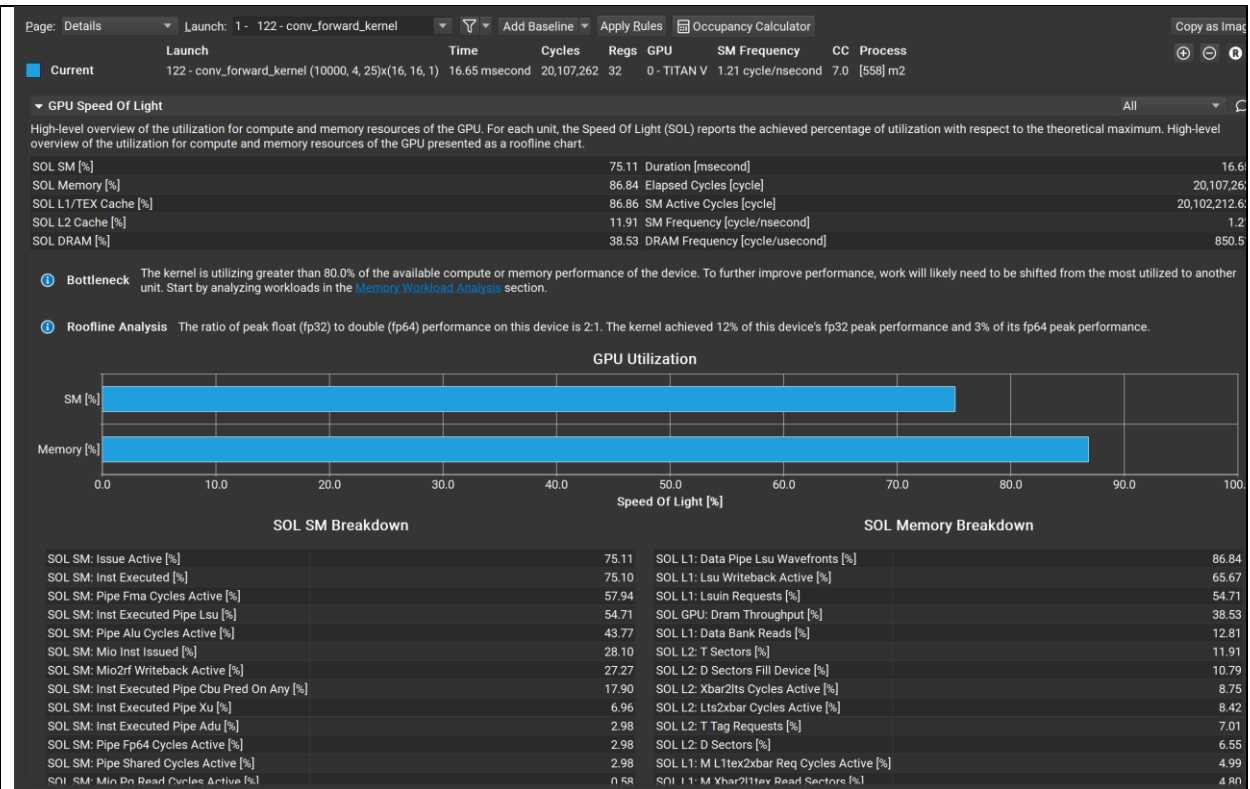 Page: Details Launch: 1 - 122 - conv_forward_kernel Add Baseline Apply Rules Occupancy Calculator Copy as Imag
Launch Time Cycles Regs GPU SM Frequency CC Process
Current 122 - conv_forward_kernel (10000, 4, 25)x(16, 16, 1) 16.65 msecond 20,107,262 32 0 - TITAN V 1.21 cycle/nsecond 7.0 [558] m2
GPU Speed Of Light All
High-level overview of the utilization for compute and memory resources of the GPU. For each unit, the Speed Of Light (SOL) reports the achieved percentage of utilization with respect to the theoretical maximum. High-level
overview of the utilization for compute and memory resources of the GPU presented as a roofline chart.
SOL SM [%] 75.11 Duration [msecond] 16.65
SOL Memory [%] 86.84 Elapsed Cycles [cycle] 20,107,262
SOL L1/TEX Cache [%] 86.86 SM Active Cycles [cycle] 20,102,212.62
SOL L2 Cache [%] 11.91 SM Frequency [cycle/nsecond] 1.21
SOL DRAM [%] 38.53 DRAM Frequency [cycle/usecond] 850.5
Bottleneck The kernel is utilizing greater than 80.0% of the available compute or memory performance of the device. To further improve performance, work will likely need to be shifted from the most utilized to another
unit. Start by analyzing workloads in the Memory Workload Analysis section.
Roofline Analysis The ratio of peak float (fp32) to double (fp64) performance on this device is 2:1. The kernel achieved 12% of this device's fp32 peak performance and 3% of its fp64 peak performance.
GPU Utilization
SM [%]
Memory [%]
0.0 10.0 20.0 30.0 40.0 50.0 60.0 70.0 80.0 90.0 100.
Speed Of Light [%]
SOL SM Breakdown SOL Memory Breakdown
SOL SM: Issue Active [%] 75.11 SOL L1: Data Pipe Lsu Wavefronts [%] 86.84
SOL SM: Inst Executed [%] 75.10 SOL L1: Lsu Writeback Active [%] 65.67
SOL SM: Pipe Fma Cycles Active [%] 57.94 SOL L1: Lsuin Requests [%] 54.71
SOL SM: Inst Executed Pipe Lsu [%] 54.71 SOL GPU: Dram Throughput [%] 38.53
SOL SM: Pipe Alu Cycles Active [%] 43.77 SOL L1: Data Bank Reads [%] 12.81
SOL SM: Mio Inst Issued [%] 28.10 SOL L2: T Sectors [%] 11.91
SOL SM: Mio2rf Writeback Active [%] 27.27 SOL L2: D Sectors Fill Device [%] 10.79
SOL SM: Inst Executed Pipe Cbu Pred On Any [%] 17.90 SOL L2: Xbar2lts Cycles Active [%] 8.75
SOL SM: Inst Executed Pipe Xu [%] 6.96 SOL L2: Lts2xbar Cycles Active [%] 8.42
SOL SM: Inst Executed Pipe Adu [%] 2.98 SOL L2: T Tag Requests [%] 7.01
SOL SM: Pipe Fp64 Cycles Active [%] 2.98 SOL L2: D Sectors [%] 6.55
SOL SM: Pipe Shared Cycles Active [%] 2.98 SOL L1: M L1tex2xbar Req Cycles Active [%] 4.99
SOL SM: Mio Pq Read Cycles Active [%] 0.58 SOL L1: M Xbar2l1tex Read Sectors [%] 4.80